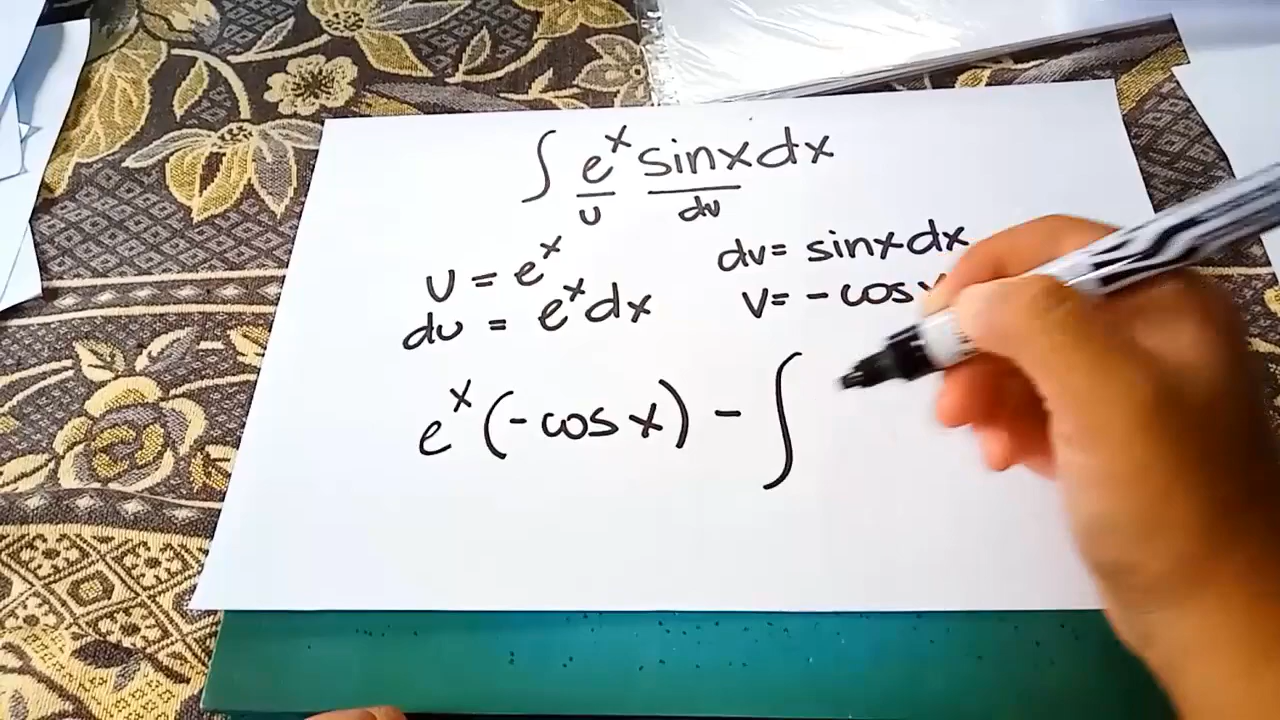 ∫ e^x sinx dx
u dv
u = e^x dv = sinx dx
du = e^x dx v = - cos
e^x (-cos x) - ∫